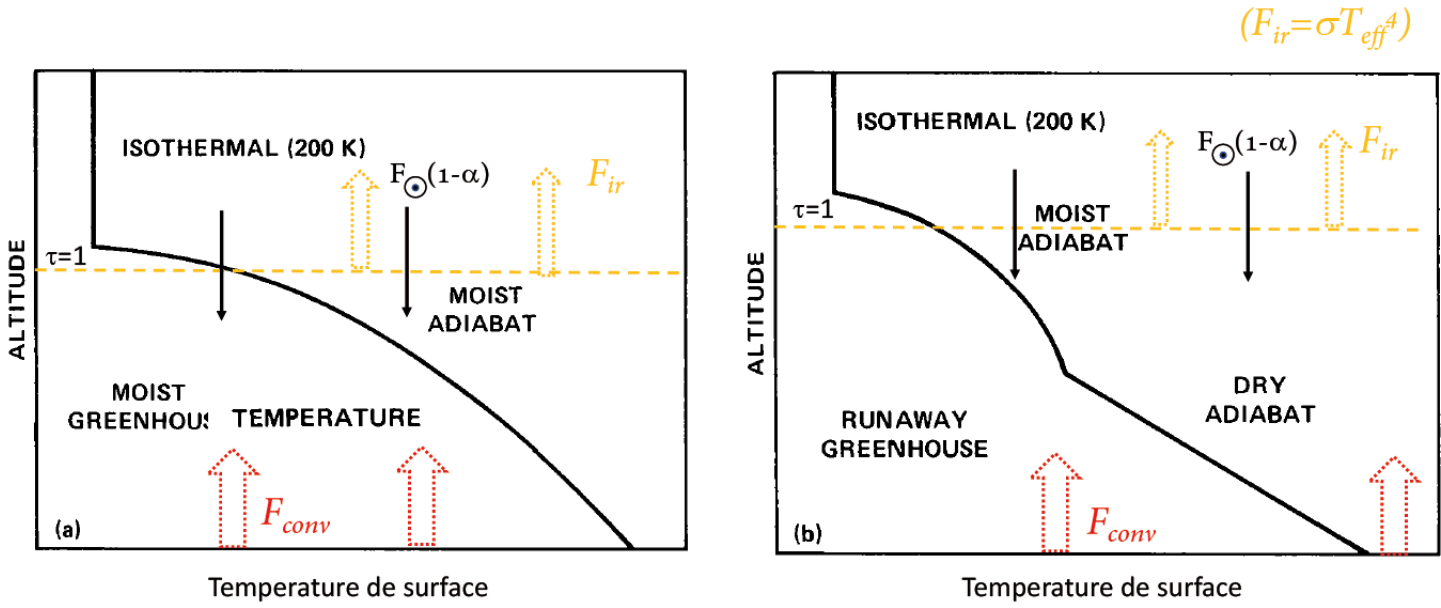 (F_ir=σT_eff⁴)
ISOTHERMAL (200 K)
F☉(1-α)
F_ir
τ=1
MOIST
ADIABAT
ALTITUDE
MOIST
GREENHOUS
TEMPERATURE
F_conv
(a)
Temperature de surface
ISOTHERMAL (200 K)
F☉(1-α)
F_ir
τ=1
MOIST
ADIABAT
ALTITUDE
DRY
ADIABAT
RUNAWAY
GREENHOUSE
F_conv
(b)
Temperature de surface